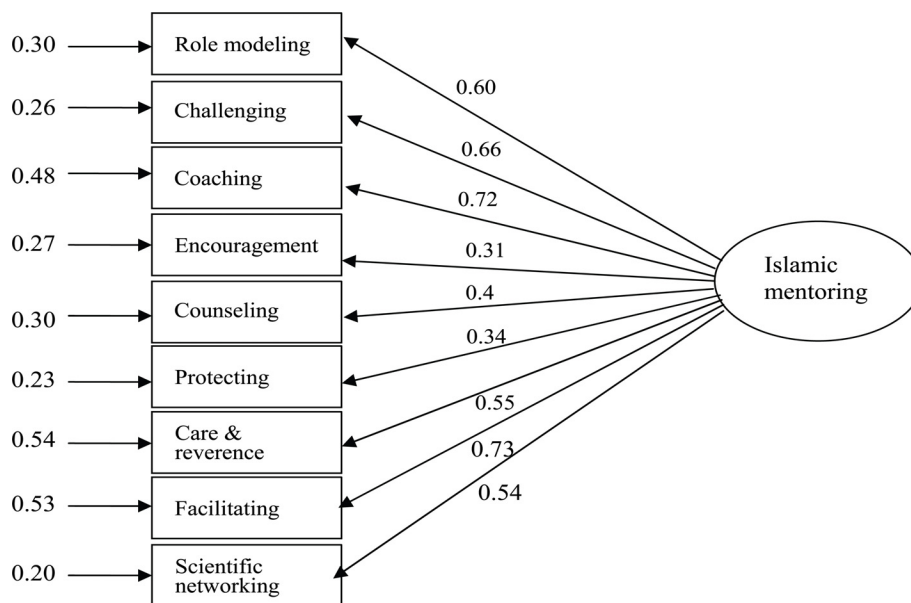 0.30
Role modeling
0.60
0.26
Challenging
0.66
0.48
Coaching
0.72
0.27
Encouragement
0.31
Islamic
mentoring
0.30
Counseling
0.4
0.23
Protecting
0.34
0.54
Care &
reverence
0.55
0.53
Facilitating
0.73
0.20
Scientific
networking
0.54